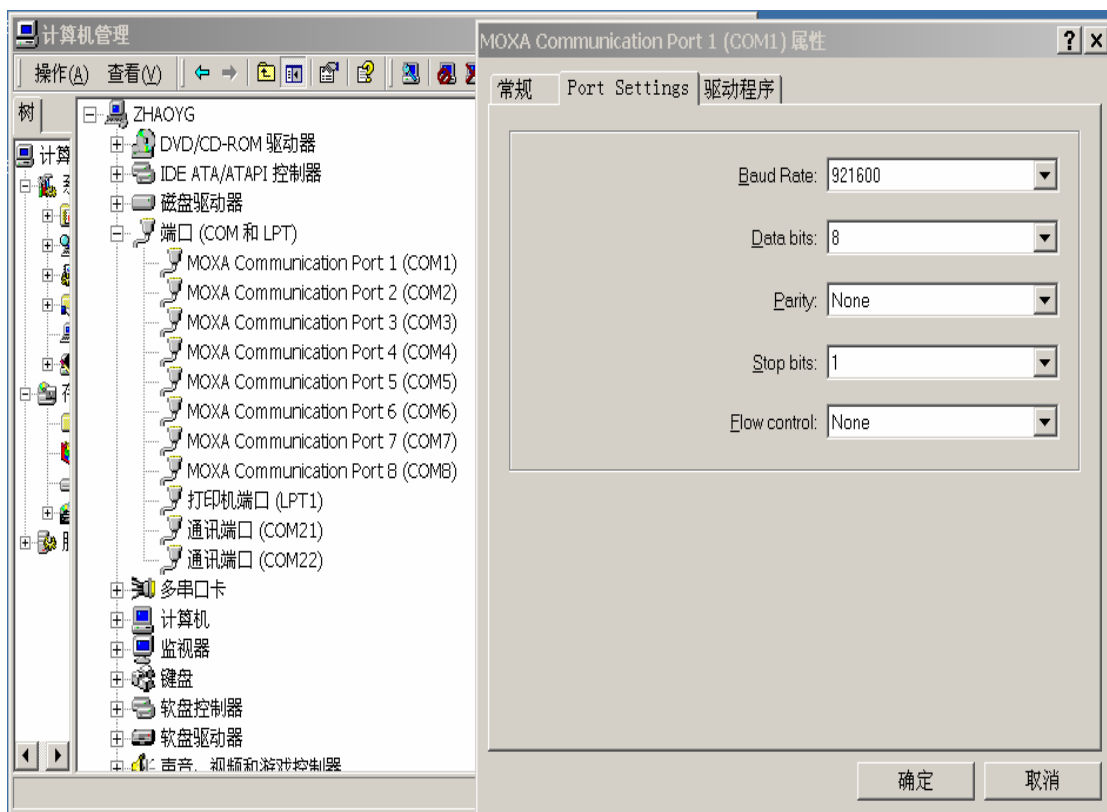 计算机管理
操作(A) 查看(V)
树
计算
ZHAOYG
DVD/CD-ROM 驱动器
IDE ATA/ATAPI 控制器
磁盘驱动器
端口 (COM 和 LPT)
MOXA Communication Port 1 (COM1)
MOXA Communication Port 2 (COM2)
MOXA Communication Port 3 (COM3)
MOXA Communication Port 4 (COM4)
MOXA Communication Port 5 (COM5)
MOXA Communication Port 6 (COM6)
MOXA Communication Port 7 (COM7)
MOXA Communication Port 8 (COM8)
打印机端口 (LPT1)
通讯端口 (COM21)
通讯端口 (COM22)
多串口卡
计算机
监视器
键盘
软盘控制器
软盘驱动器
声音、视频和游戏控制器
MOXA Communication Port 1 (COM1) 属性
常规 Port Settings 驱动程序
Baud Rate: 921600
Data bits: 8
Parity: None
Stop bits: 1
Flow control: None
确定 取消